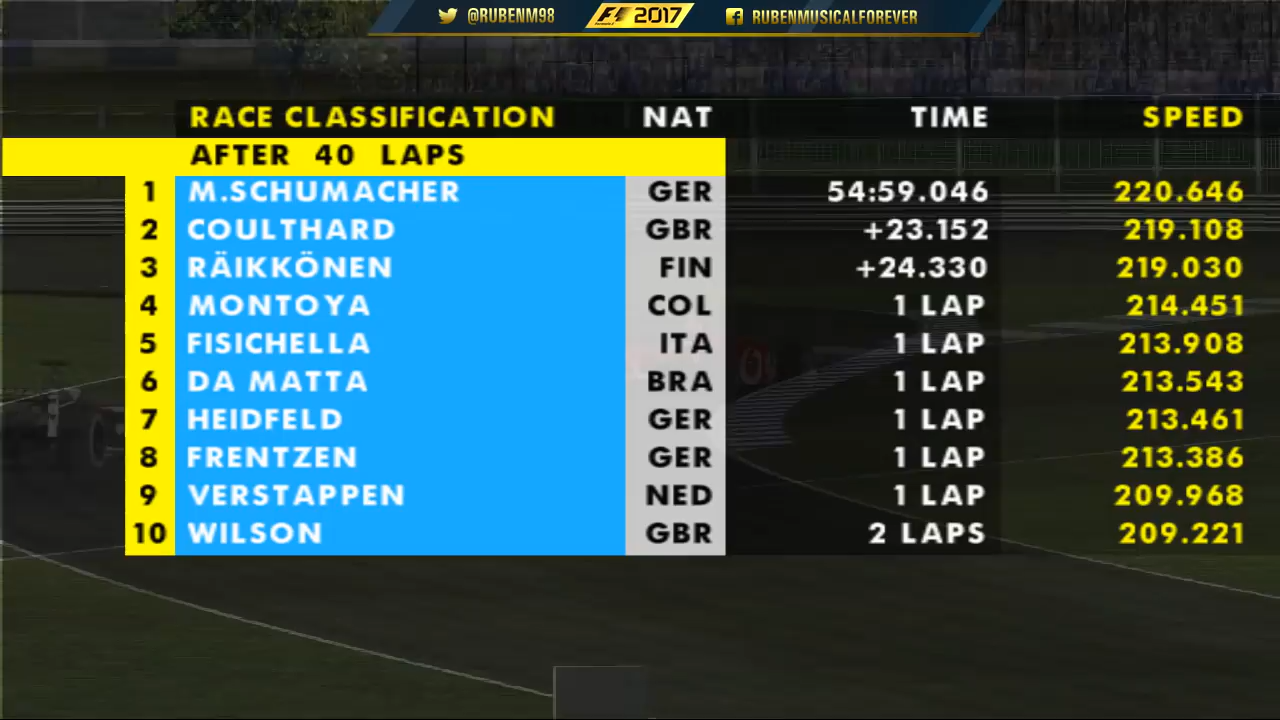 @RUBENM98 F1 2017 RUBENMUSICALFOREVER
RACE CLASSIFICATION NAT TIME SPEED
AFTER 40 LAPS
1 M.SCHUMACHER GER 54:59.046 220.646
2 COULTHARD GBR +23.152 219.108
3 RÄIKKÖNEN FIN +24.330 219.030
4 MONTOYA COL 1 LAP 214.451
5 FISICHELLA ITA 1 LAP 213.908
6 DA MATTA BRA 1 LAP 213.543
7 HEIDFELD GER 1 LAP 213.461
8 FRENTZEN GER 1 LAP 213.386
9 VERSTAPPEN NED 1 LAP 209.968
10 WILSON GBR 2 LAPS 209.221